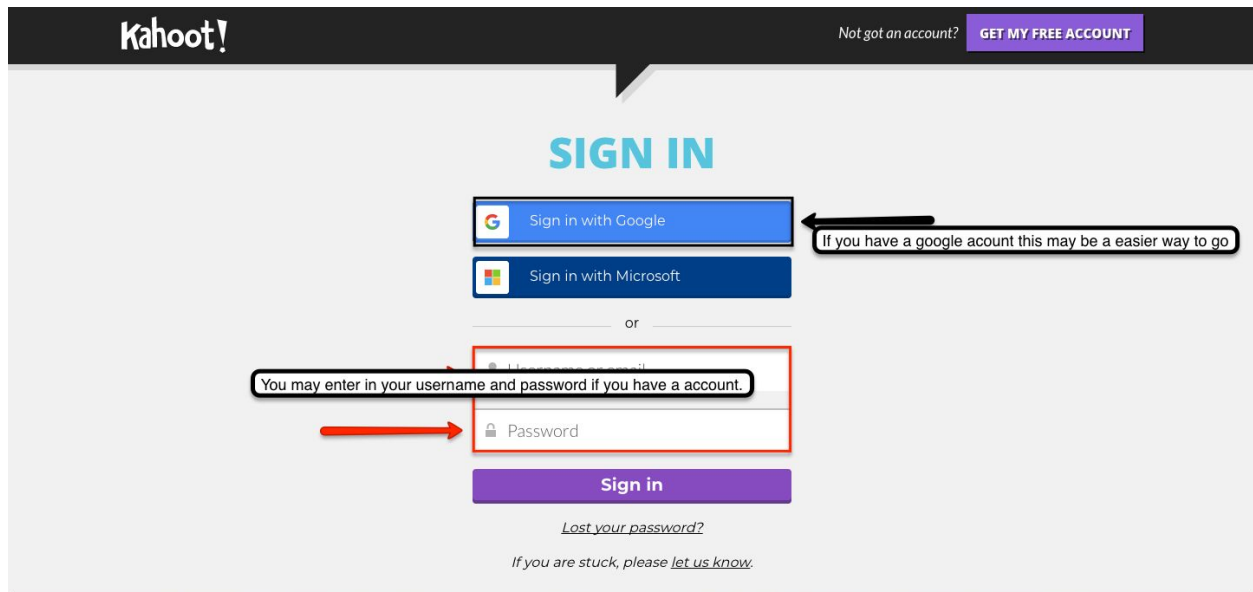 Kahoot!
Not got an account?
GET MY FREE ACCOUNT
SIGN IN
Sign in with Google
If you have a google acount this may be a easier way to go
Sign in with Microsoft
or
Username or email
You may enter in your username and password if you have a account.
Password
Sign in
Lost your password?
If you are stuck, please let us know.